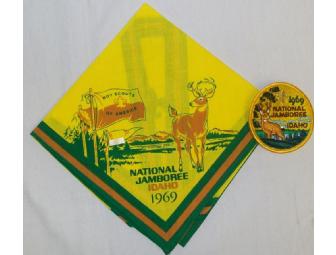 BOY SCOUTS
OF AMERICA
NATIONAL
JAMBOREE
IDAHO
1969
1969
NATIONAL
JAMBOREE
IDAHO